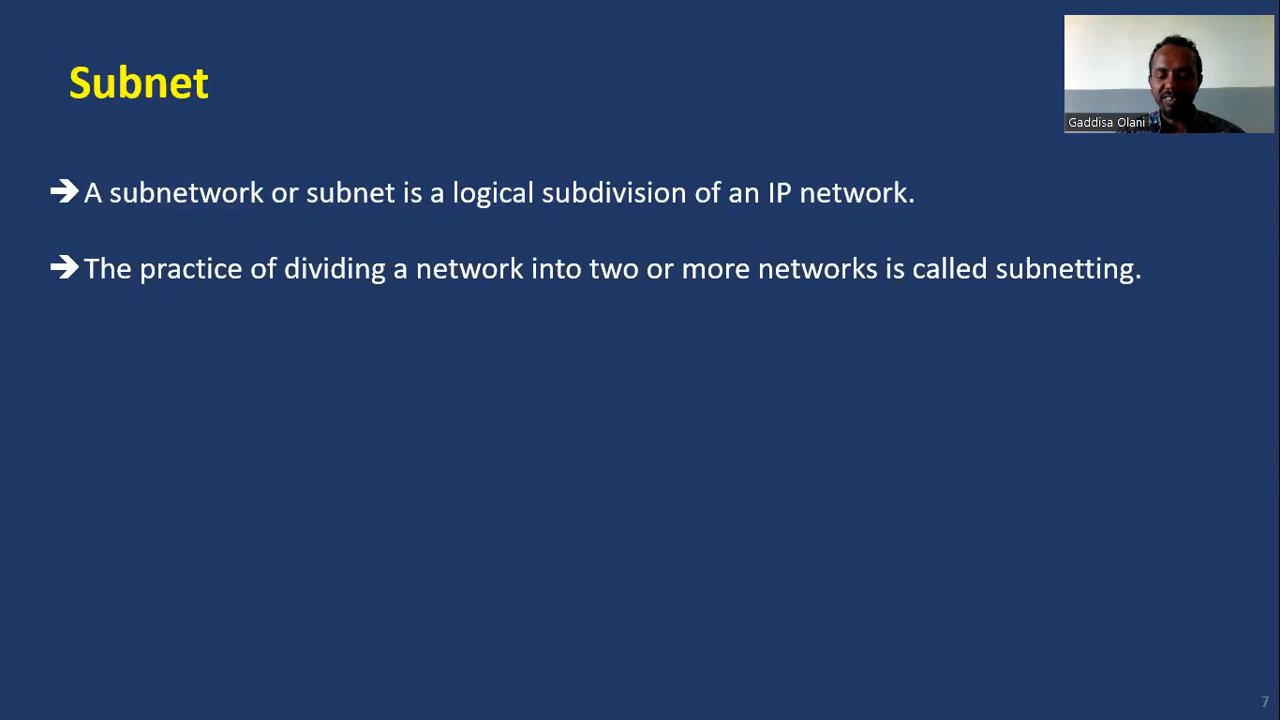 Subnet
Gaddisa Olani
🡺A subnetwork or subnet is a logical subdivision of an IP network.
🡺The practice of dividing a network into two or more networks is called subnetting.
7